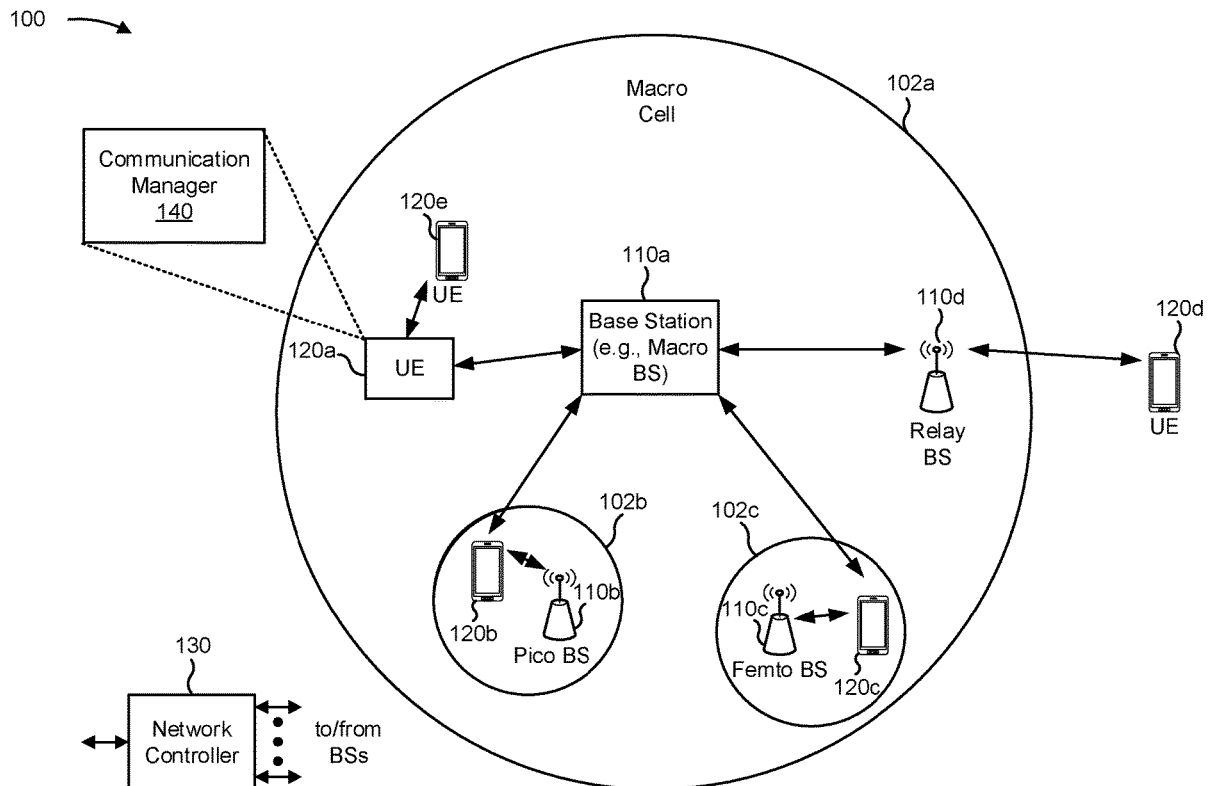 100
Macro
Cell
102a
Communication
Manager
140
120e
UE
110a
Base Station
(e.g., Macro
BS)
110d
120d
120a
UE
Relay
BS
UE
102b
102c
110b
120b
Pico BS
110c
Femto BS
120c
130
Network
Controller
to/from
BSs